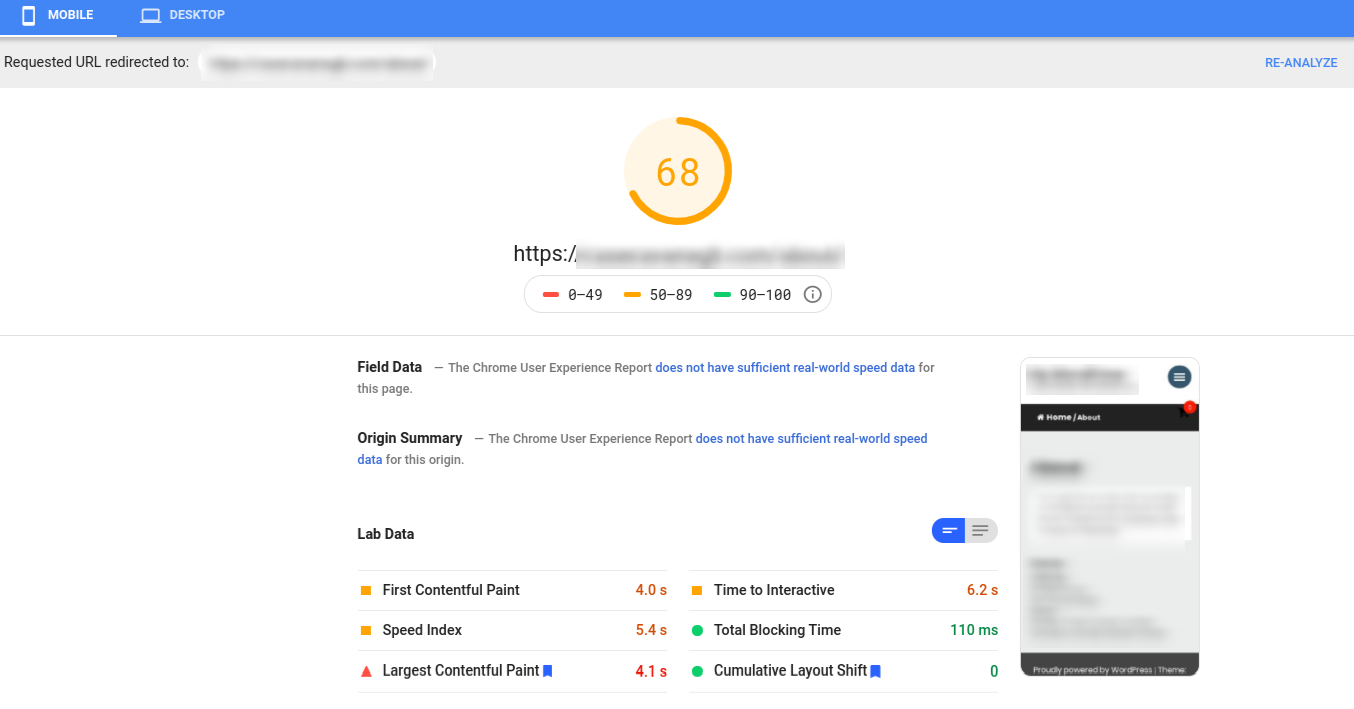 MOBILE
DESKTOP
Requested URL redirected to:
RE-ANALYZE
68
https:/
0–49 50–89 90–100
Field Data — The Chrome User Experience Report does not have sufficient real-world speed data for
this page.
Origin Summary — The Chrome User Experience Report does not have sufficient real-world speed
data for this origin.
Lab Data
First Contentful Paint 4.0 s
Time to Interactive 6.2 s
Speed Index 5.4 s
Total Blocking Time 110 ms
Largest Contentful Paint 4.1 s
Cumulative Layout Shift 0
Home / About
Proudly powered by WordPress | Theme: